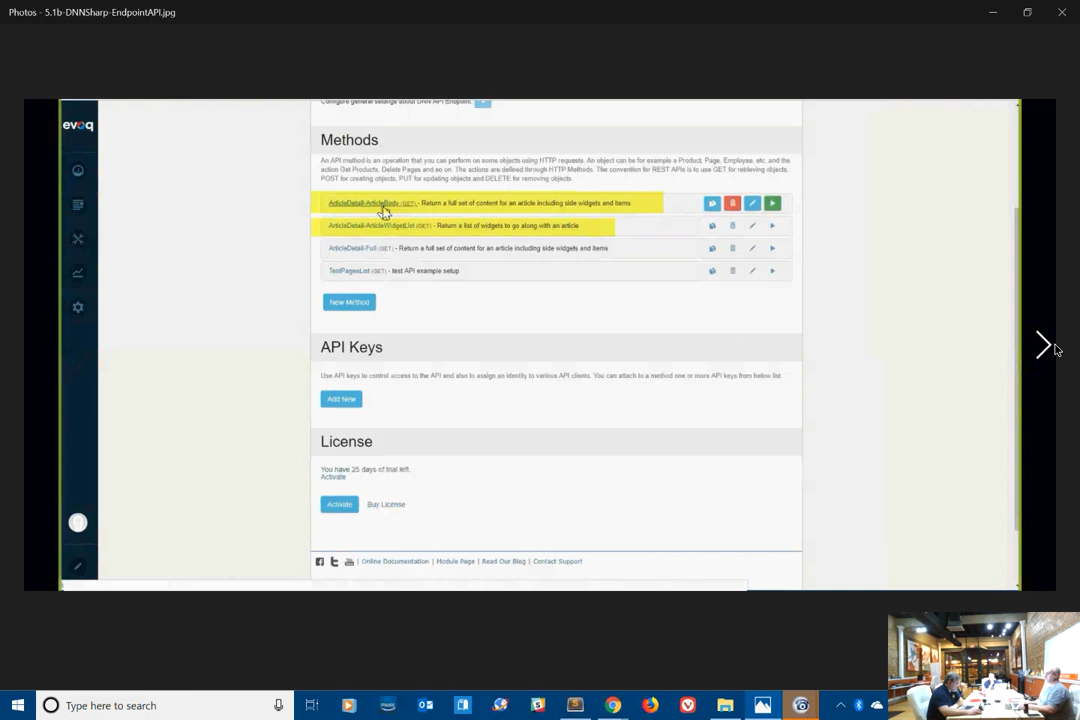 Photos - 5.1b-DNNSharp-EndpointAPI.jpg
Configure general settings about DNN API Endpoint.
evoq
Methods
An API method is an operation that you can perform on some objects using HTTP requests. An object can be for example a Product, Page, Employee, etc, and the
action Get Products, Delete Pages and so on. The actions are defined through HTTP Methods. The convention for REST APIs is to use GET for retrieving objects,
POST for creating objects, PUT for updating objects and DELETE for removing objects.
ArticleDetail-ArticleBody (GET) - Return a full set of content for an article including side widgets and items
ArticleDetail-ArticleWidgetList (GET) - Return a list of widgets to go along with an article
ArticleDetail-Full (GET) - Return a full set of content for an article including side widgets and items
TestPagesList (GET) - test API example setup
New Method
API Keys
Use API keys to control access to the API and also to assign an identity to various API clients. You can attach to a method one or more API keys from below list.
Add New
License
You have 25 days of trial left.
Activate
Activate Buy License
| Online Documentation | Module Page | Read Our Blog | Contact Support
Type here to search